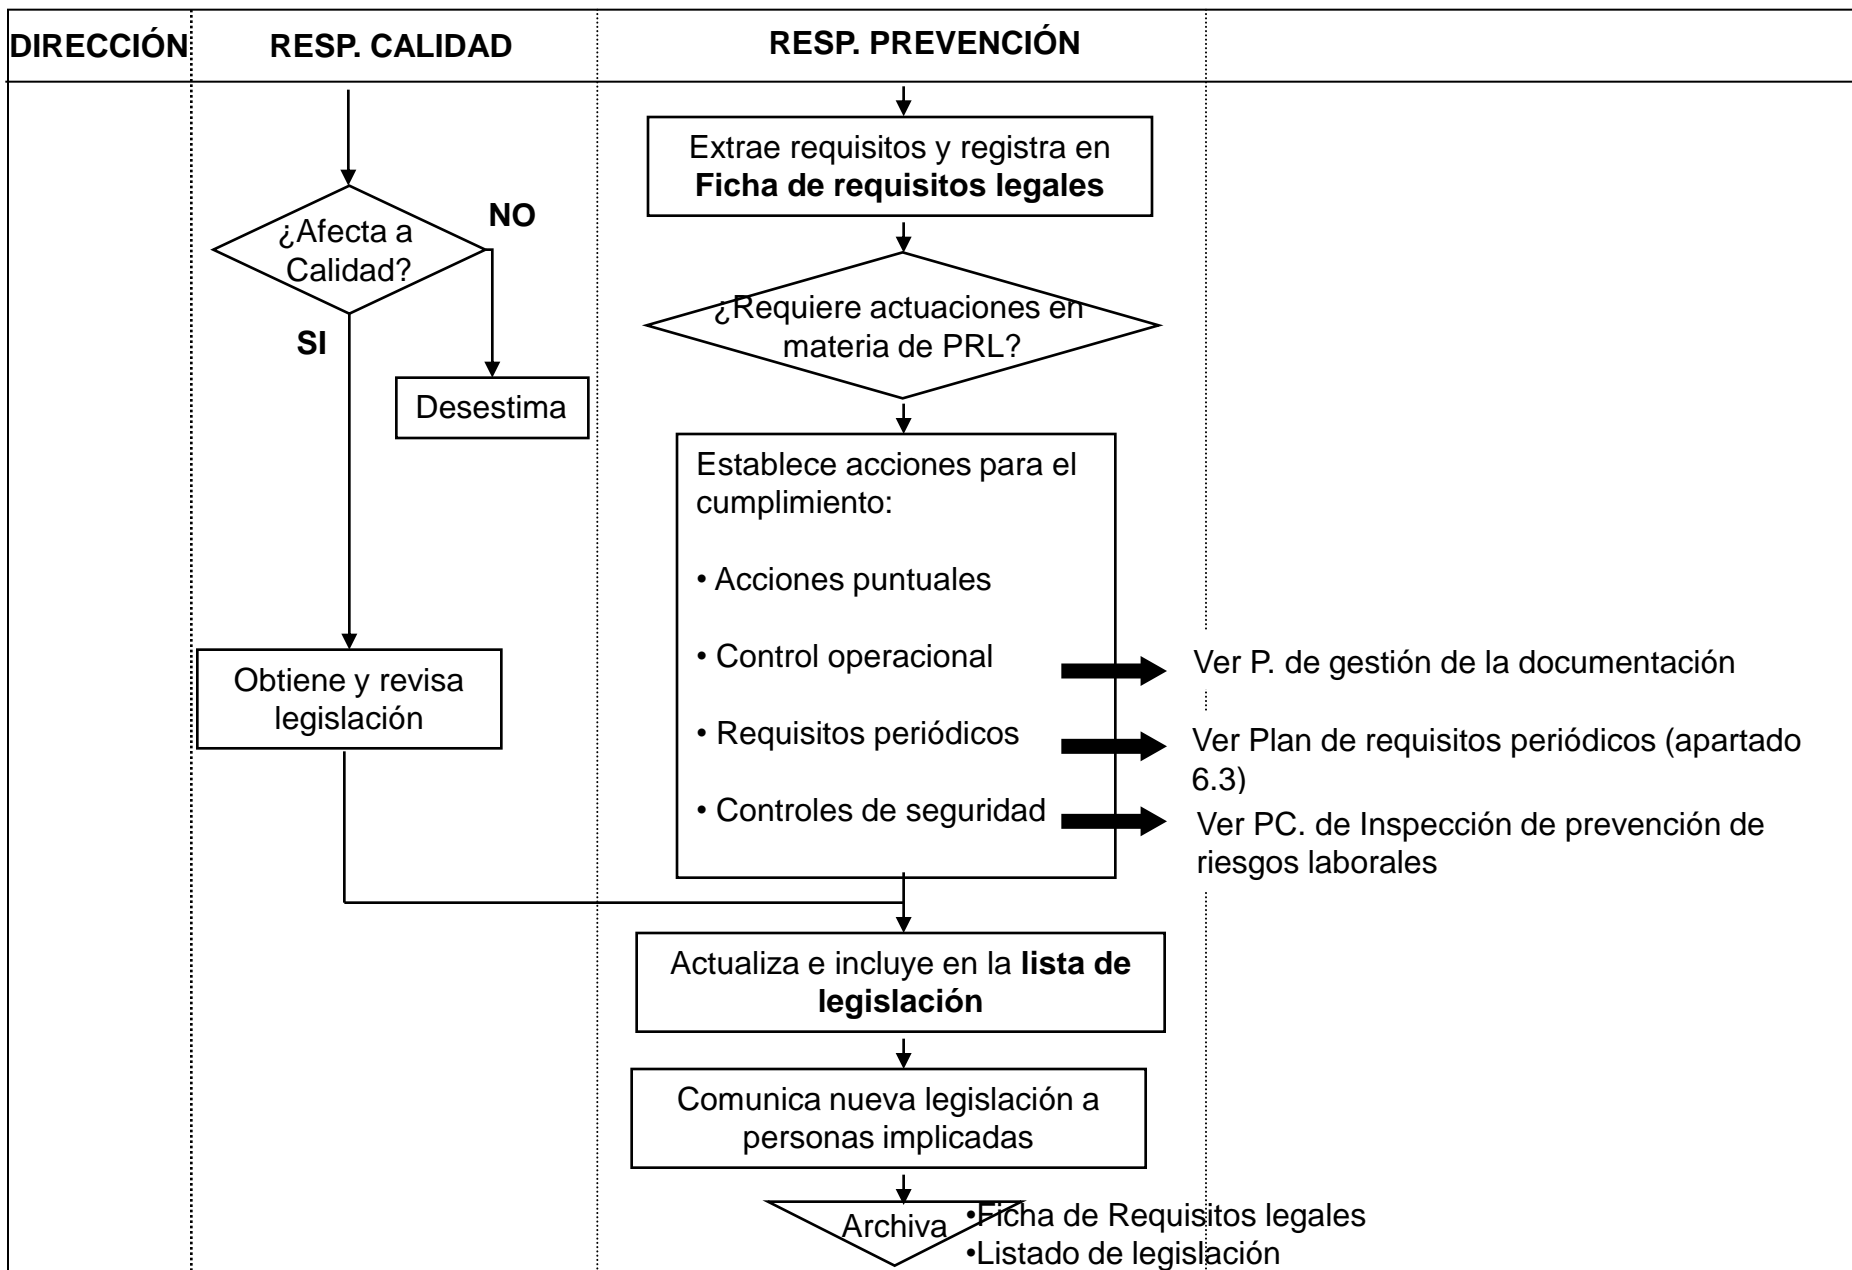 DIRECCIÓN
RESP. CALIDAD
RESP. PREVENCIÓN
¿Afecta a
Calidad?
NO
SI
Desestima
Obtiene y revisa
legislación
Extrae requisitos y registra en
Ficha de requisitos legales
¿Requiere actuaciones en
materia de PRL?
Establece acciones para el
cumplimiento:
• Acciones puntuales
• Control operacional
• Requisitos periódicos
• Controles de seguridad
Ver P. de gestión de la documentación
Ver Plan de requisitos periódicos (apartado
6.3)
Ver PC. de Inspección de prevención de
riesgos laborales
Actualiza e incluye en la lista de
legislación
Comunica nueva legislación a
personas implicadas
Archiva
•Ficha de Requisitos legales
•Listado de legislación